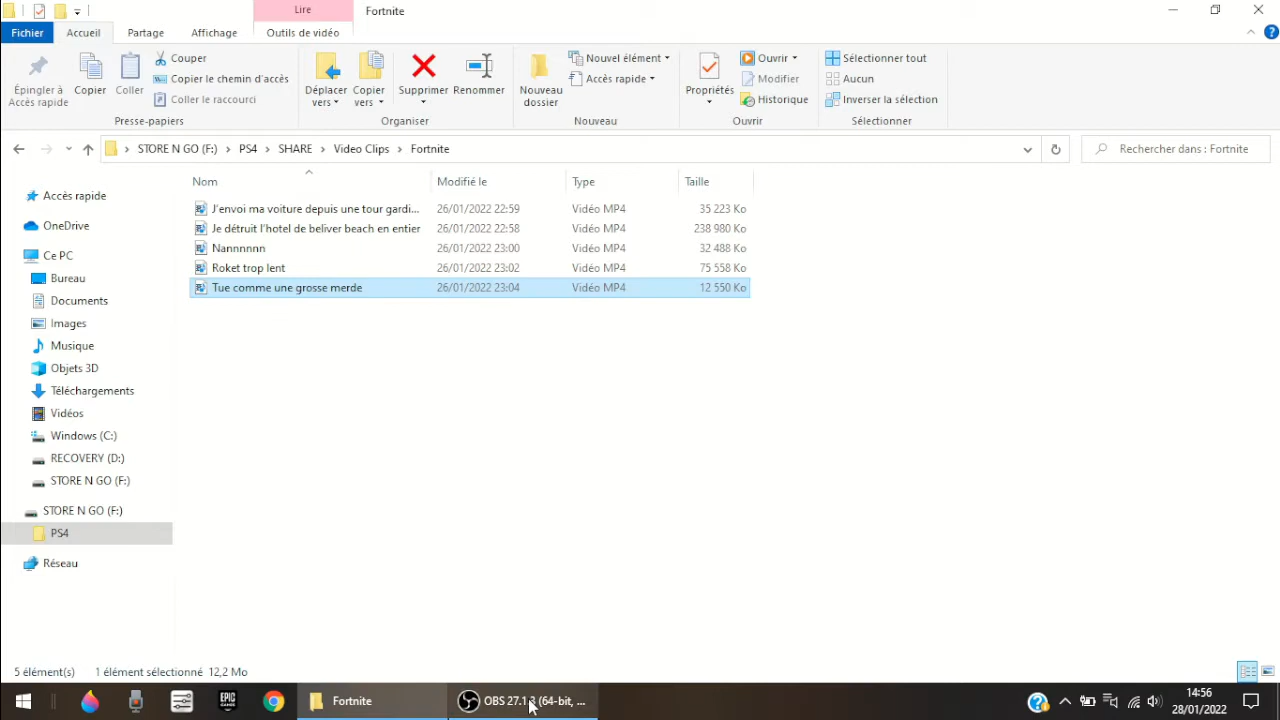 Lire
Fortnite
Fichier
Accueil
Partage
Affichage
Outils de vidéo
Épingler à
Accès rapide
Copier
Coller
Couper
Copier le chemin d'accès
Coller le raccourci
Presse-papiers
Déplacer
vers
Copier
vers
Supprimer
Renommer
Organiser
Nouveau
dossier
Nouvel élément
Accès rapide
Nouveau
Propriétés
Ouvrir
Modifier
Historique
Ouvrir
Sélectionner tout
Aucun
Inverser la sélection
Sélectionner
STORE N GO (F:) › PS4 › SHARE › Video Clips › Fortnite
Rechercher dans : Fortnite
Nom Modifié le Type Taille
J'envoi ma voiture depuis une tour gardi... 26/01/2022 22:59 Vidéo MP4 35 223 Ko
Je détruit l'hotel de beliver beach en entier 26/01/2022 22:58 Vidéo MP4 238 980 Ko
Nannnnnn 26/01/2022 23:00 Vidéo MP4 32 488 Ko
Roket trop lent 26/01/2022 23:02 Vidéo MP4 75 558 Ko
Tue comme une grosse merde 26/01/2022 23:04 Vidéo MP4 12 550 Ko
Accès rapide
OneDrive
Ce PC
Bureau
Documents
Images
Musique
Objets 3D
Téléchargements
Vidéos
Windows (C:)
RECOVERY (D:)
STORE N GO (F:)
STORE N GO (F:)
PS4
Réseau
5 élément(s) 1 élément sélectionné 12,2 Mo
EPIC
GAMES
Fortnite
OBS 27.1.3 (64-bit, ...
14:56
28/01/2022